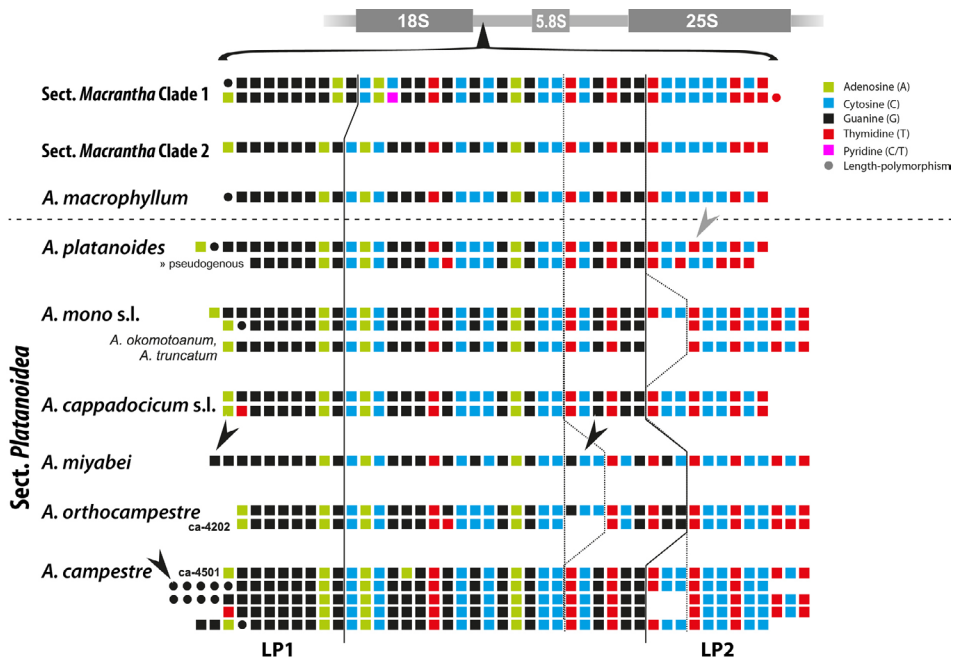 18S 5.8S 25S
Sect. Macrantha Clade 1
Adenosine (A)
Cytosine (C)
Guanine (G)
Thymidine (T)
Pyridine (C/T)
Length-polymorphism
Sect. Macrantha Clade 2
A. macrophyllum
Sect. Platanoidea
A. platanoides
» pseudogenous
A. mono s.l.
A. okomotoanum,
A. truncatum
A. cappadocicum s.l.
A. miyabei
A. orthocampestre
ca-4202
A. campestre
ca-4501
LP1 LP2